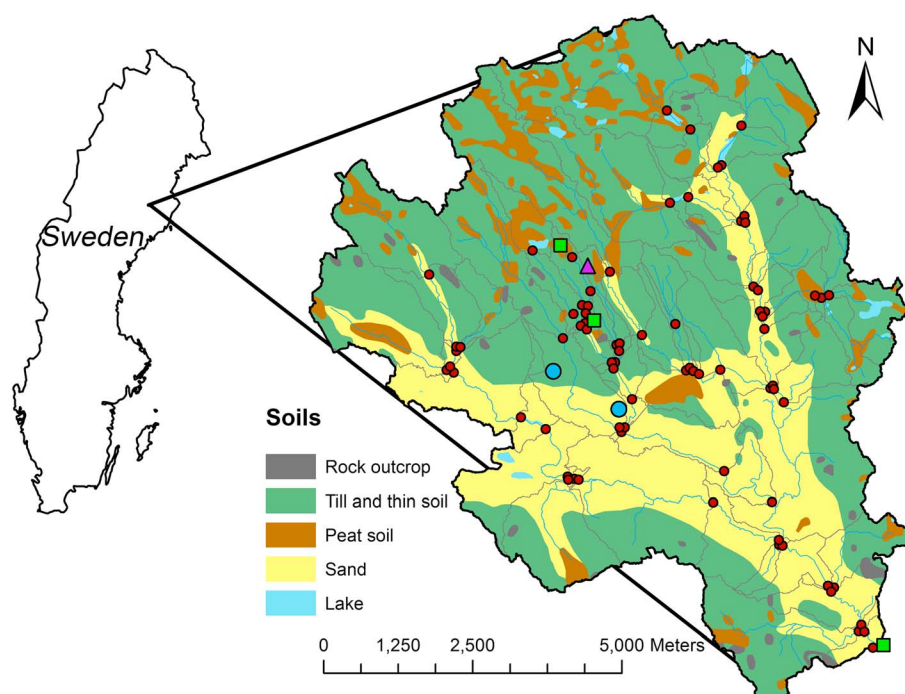 N
Sweden
Soils
Rock outcrop
Till and thin soil
Peat soil
Sand
Lake
0 1,250 2,500 5,000 Meters